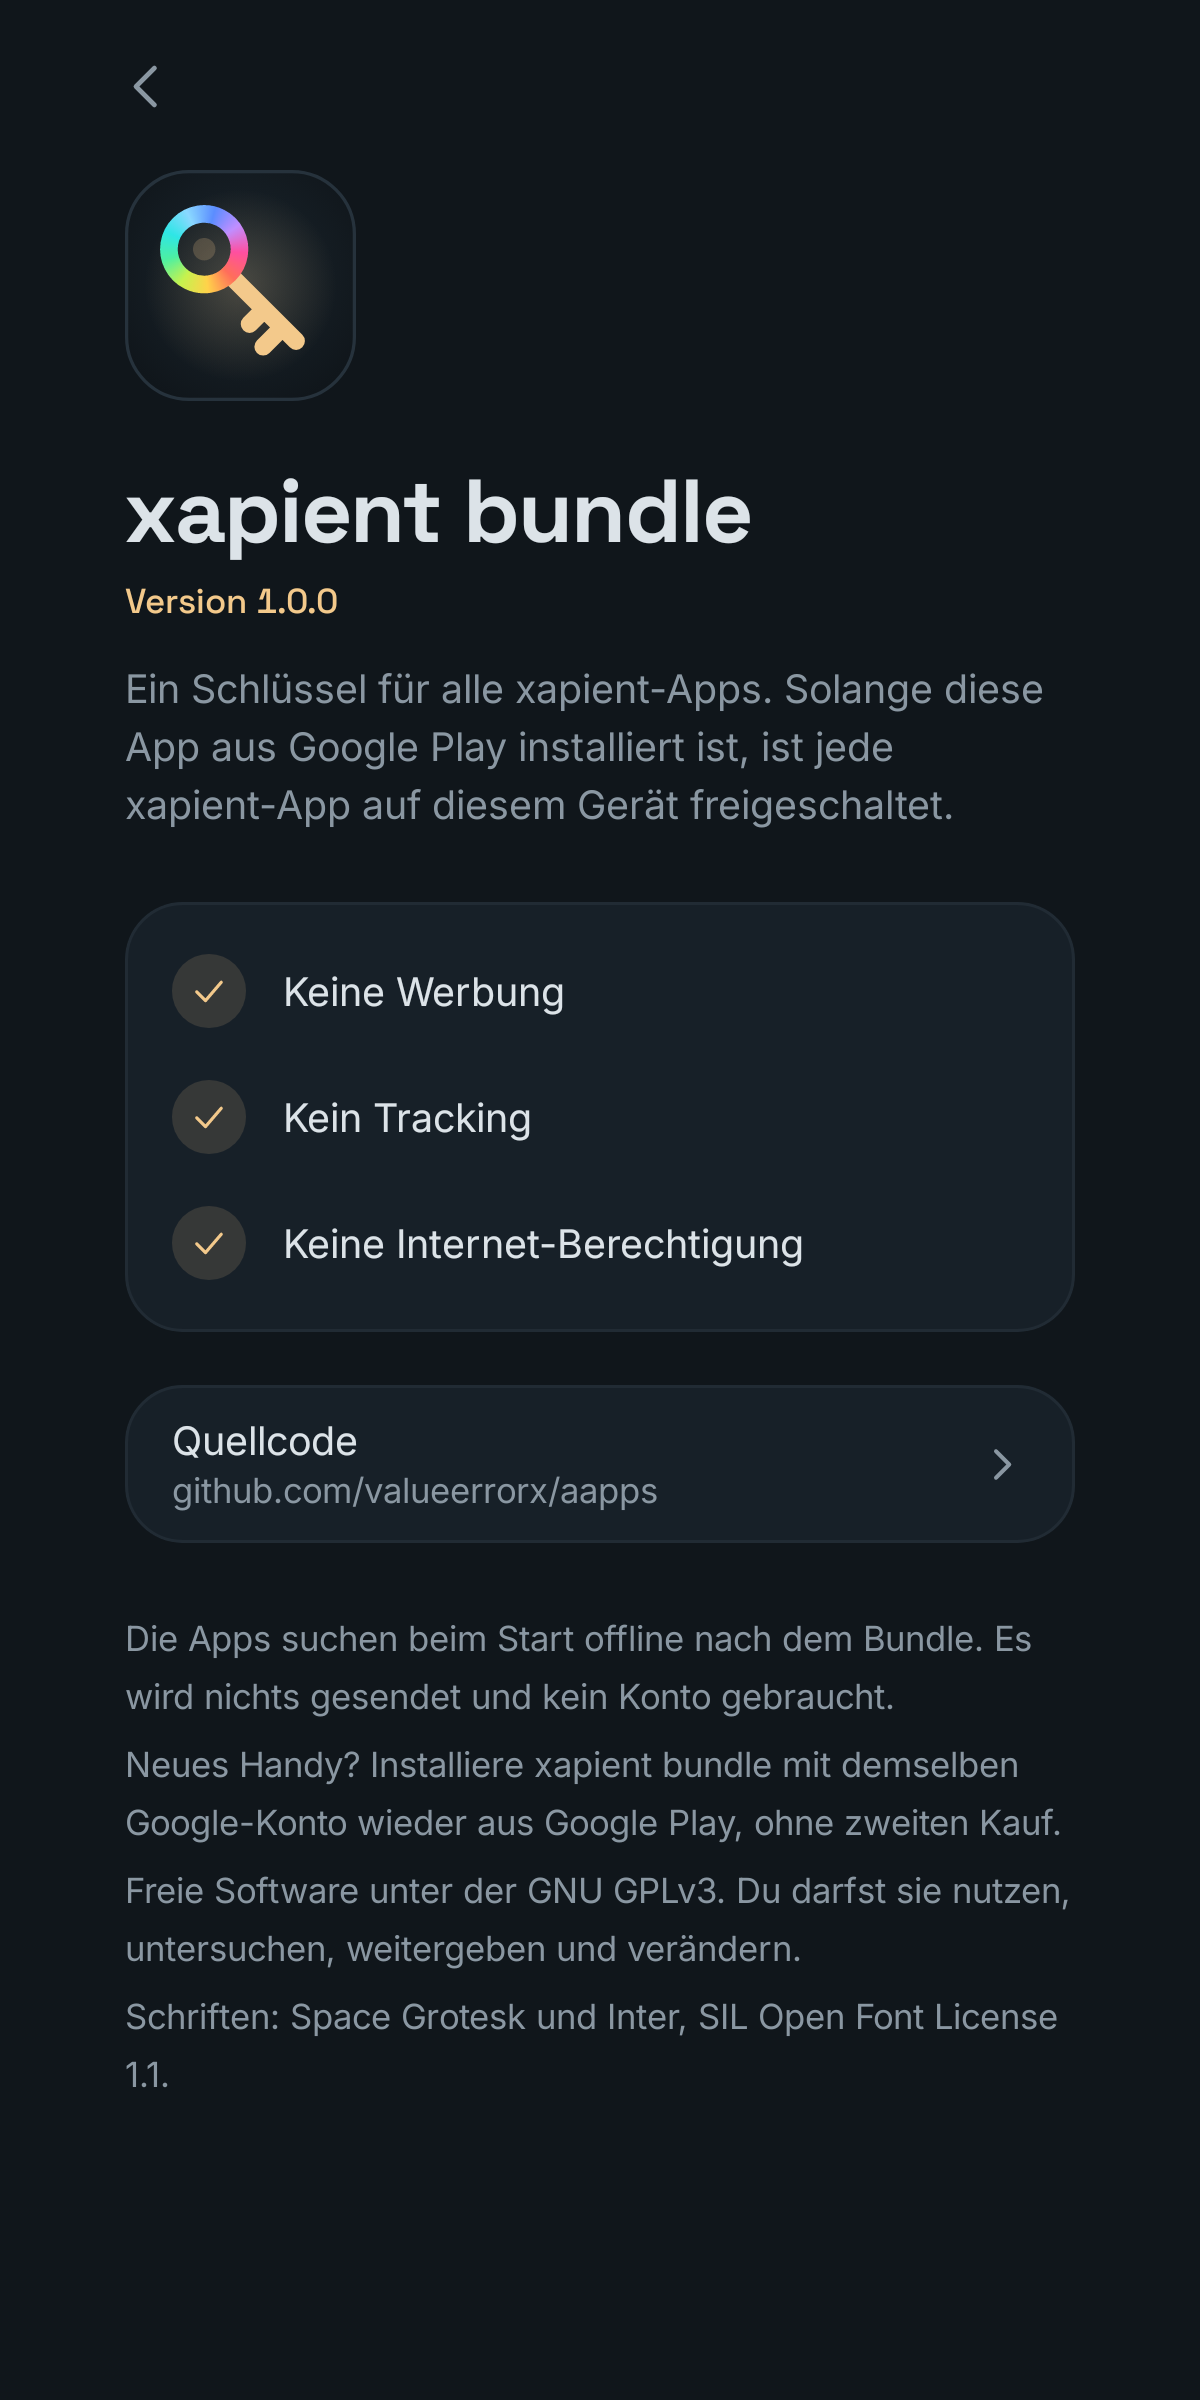 xapient bundle
Version 1.0.0
Ein Schlüssel für alle xapient-Apps. Solange diese
App aus Google Play installiert ist, ist jede
xapient-App auf diesem Gerät freigeschaltet.
Keine Werbung
Kein Tracking
Keine Internet-Berechtigung
Quellcode
github.com/valueerrorx/aapps
Die Apps suchen beim Start offline nach dem Bundle. Es
wird nichts gesendet und kein Konto gebraucht.
Neues Handy? Installiere xapient bundle mit demselben
Google-Konto wieder aus Google Play, ohne zweiten Kauf.
Freie Software unter der GNU GPLv3. Du darfst sie nutzen,
untersuchen, weitergeben und verändern.
Schriften: Space Grotesk und Inter, SIL Open Font License
1.1.